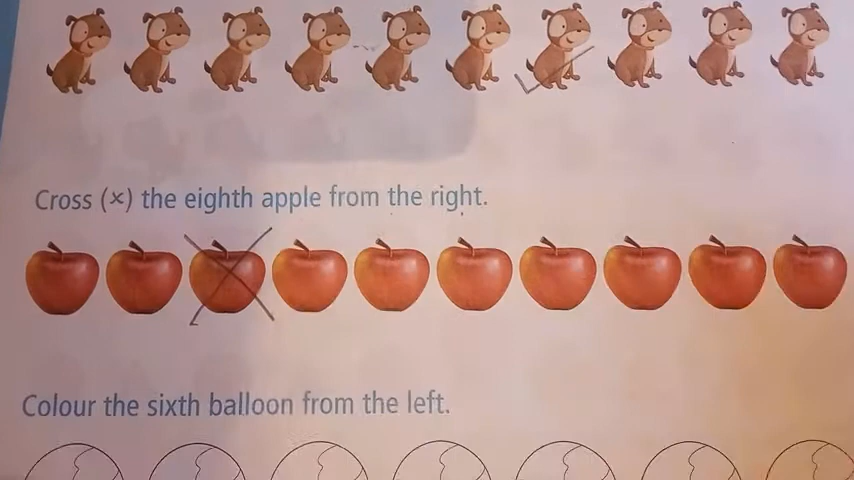 Cross (×) the eighth apple from the right.
Colour the sixth balloon from the left.